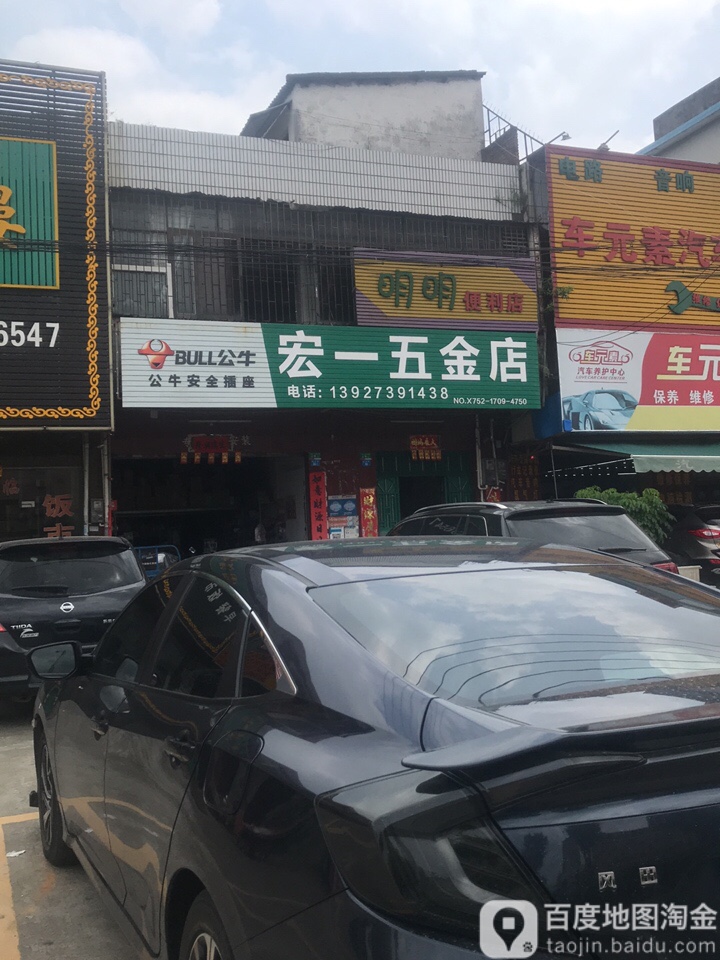 电路 音响
车元素汽
明明便利店
6547
BULL公牛
公牛安全插座
宏一五金店
电话：13927391438
NO.X752-1709-4750
车元素
汽车养护中心
车元
保养 维修
饭市
TIIDA
百度地图淘金
taojin.baidu.com